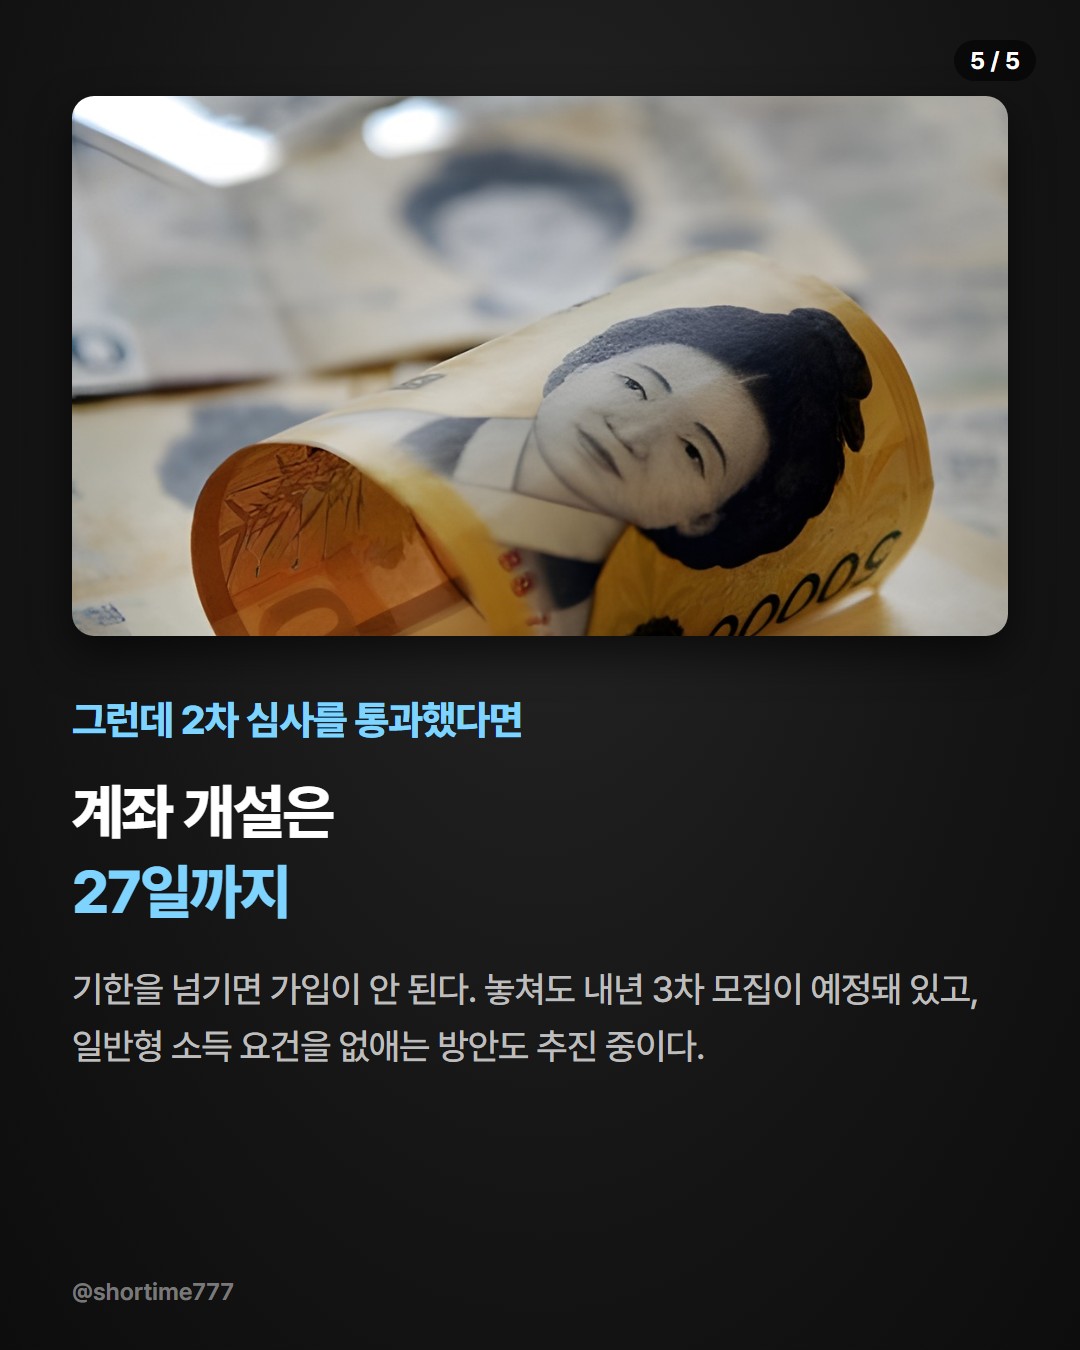 5 / 5
50000
그런데 2차 심사를 통과했다면
계좌 개설은
27일까지
기한을 넘기면 가입이 안 된다. 놓쳐도 내년 3차 모집이 예정돼 있고,
일반형 소득 요건을 없애는 방안도 추진 중이다.
@shortime777